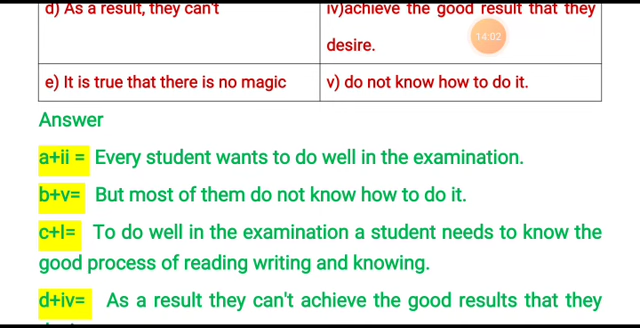 d) As a result, they can't
iv)achieve the good result that they
14:02
desire.
e) It is true that there is no magic
v) do not know how to do it.
Answer
a+ii = Every student wants to do well in the examination.
b+v= But most of them do not know how to do it.
c+I= To do well in the examination a student needs to know the
good process of reading writing and knowing.
d+iv= As a result they can't achieve the good results that they